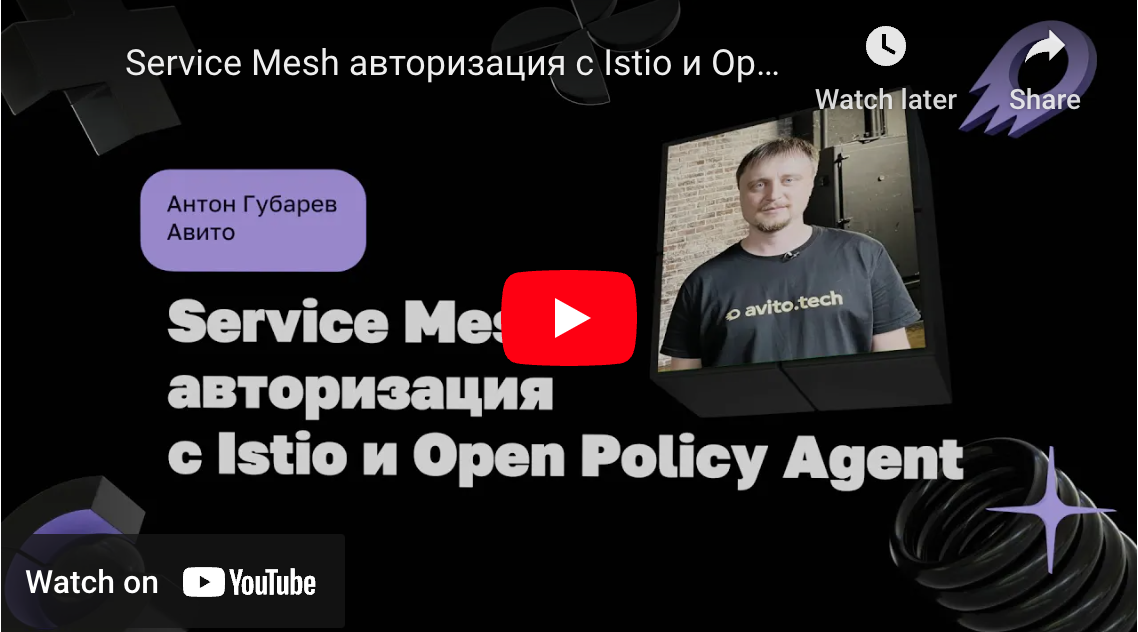 Service Mesh авторизация с Istio и Op...
Watch later
Share
Антон Губарев
Авито
avito.tech
Service Mes
авторизация
с Istio и Open Policy Agent
Watch on YouTube